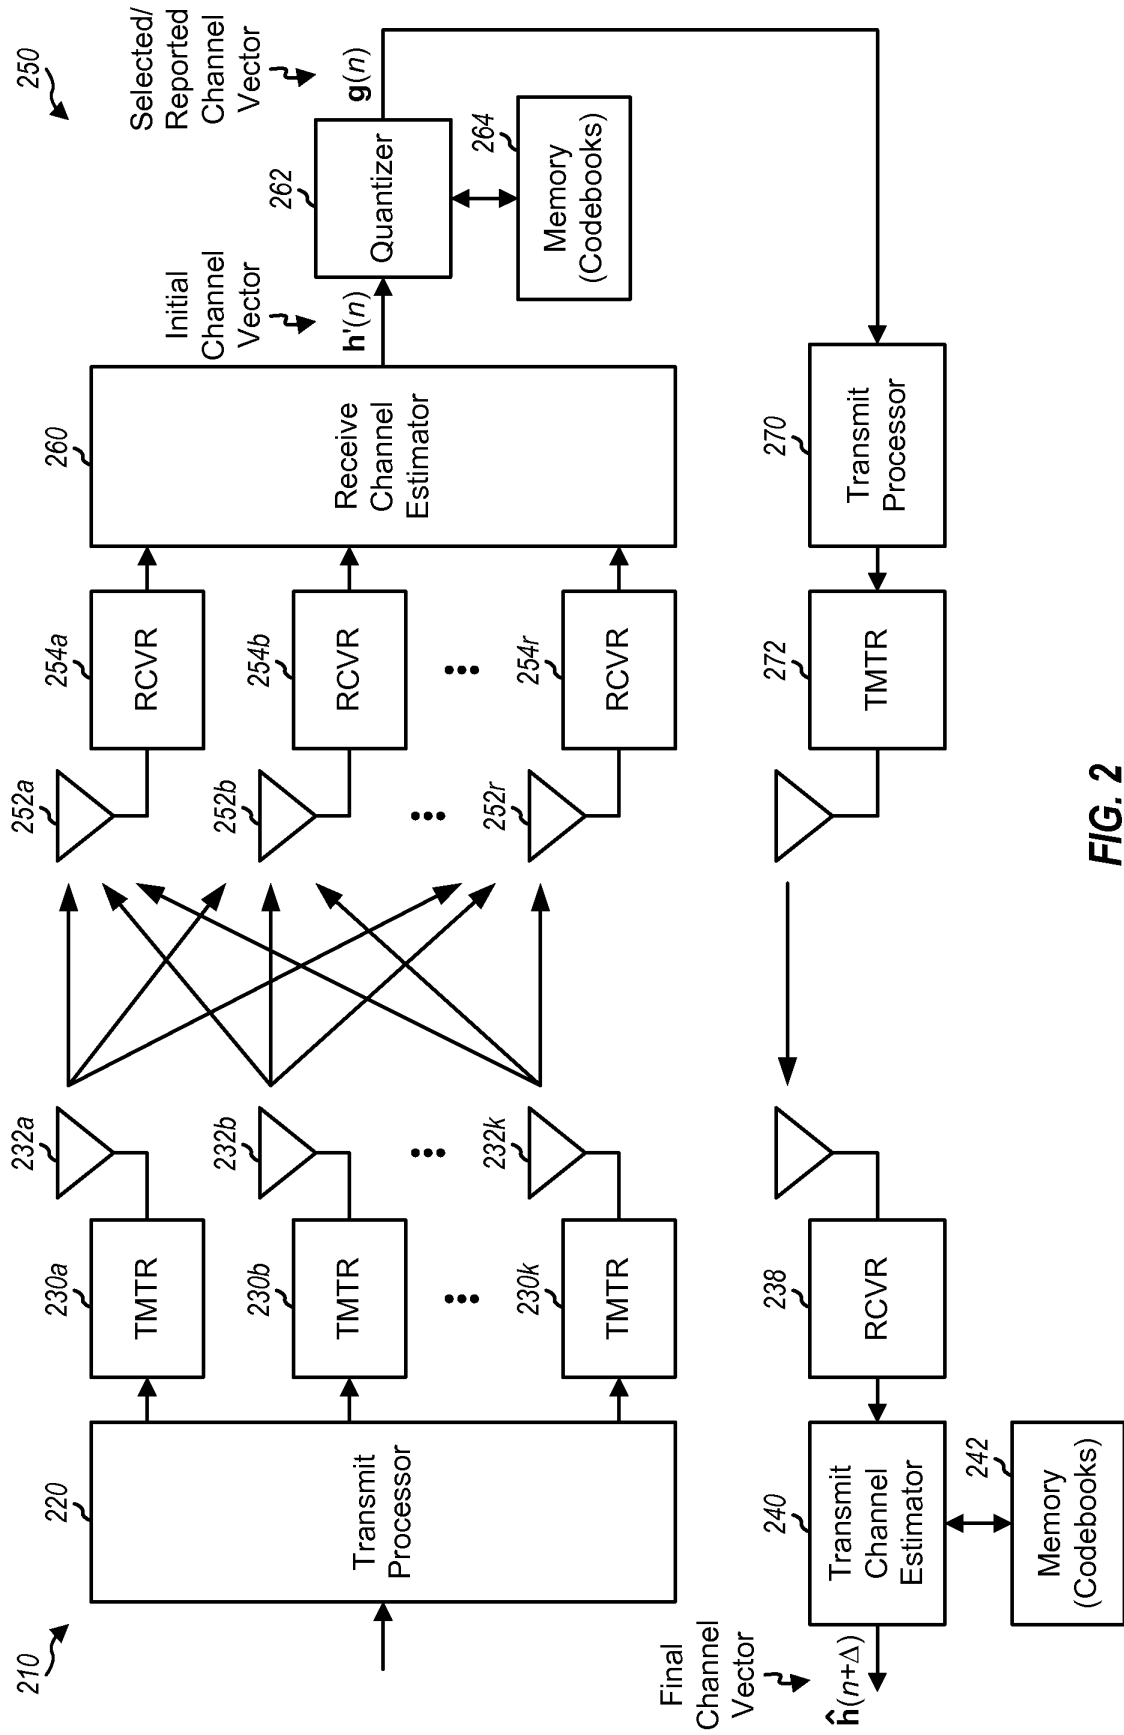 210
220
Transmit
Processor
230a
TMTR
230b
TMTR
230k
TMTR
232a
232b
232k
252a
252b
252r
254a
RCVR
254b
RCVR
254r
RCVR
260
Receive
Channel
Estimator
Initial
Channel
Vector
h'(n)
262
Quantizer
264
Memory
(Codebooks)
Selected/
Reported
Channel
Vector
g(n)
250
Final
Channel
Vector
ĥ(n+Δ)
240
Transmit
Channel
Estimator
242
Memory
(Codebooks)
238
RCVR
272
TMTR
270
Transmit
Processor
FIG. 2